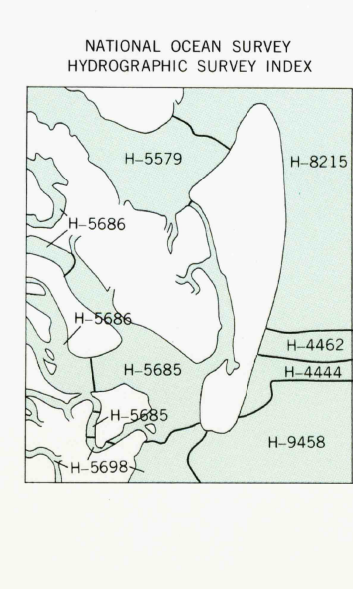 NATIONAL OCEAN SURVEY
HYDROGRAPHIC SURVEY INDEX
H–5579
H–8215
H–5686
H–5686
H–4462
H–5685
H–4444
H–5685
H–9458
H–5698